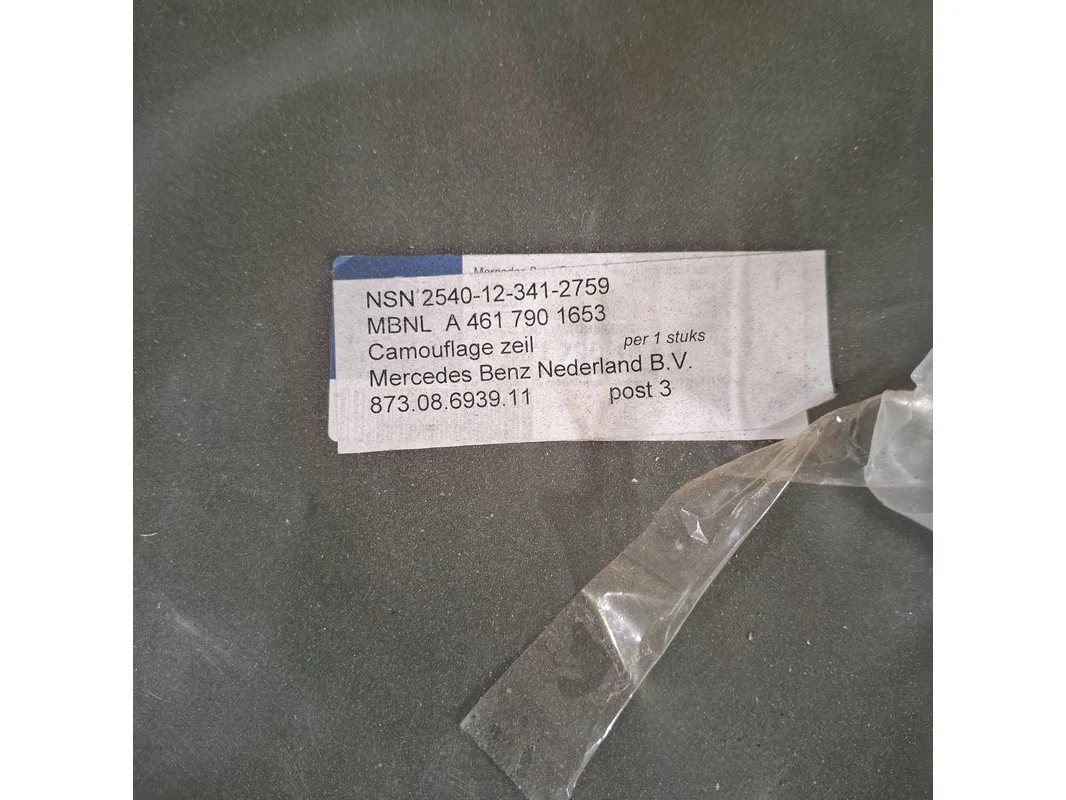 NSN 2540-12-341-2759
MBNL A 461 790 1653
Camouflage zeil per 1 stuks
Mercedes Benz Nederland B.V.
873.08.6939.11 post 3